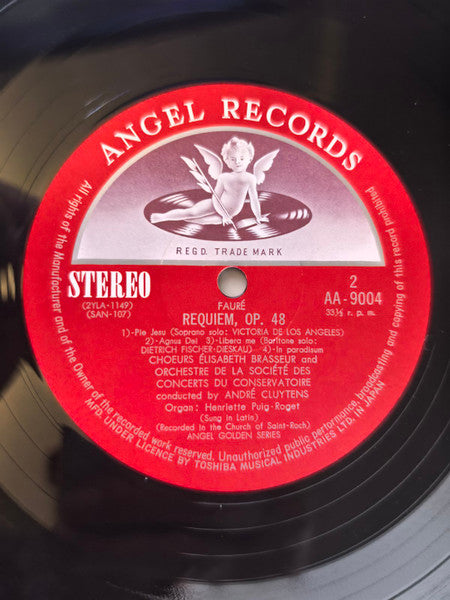 ANGEL RECORDS
REGD. TRADE MARK
STEREO
(2YLA-1149)
(SAN-107)
2
AA-9004
33⅓ r. p. m.
FAURÉ
REQUIEM, OP. 48
1)-Pie Jesu (Soprano solo: VICTORIA DE LOS ANGELES)
2)-Agnus Dei 3)-Libera me (Baritone solo:
DIETRICH FISCHER-DIESKAU) 4)-In paradisum
CHOEURS ÉLISABETH BRASSEUR and
ORCHESTRE DE LA SOCIÉTÉ DES
CONCERTS DU CONSERVATOIRE
conducted by ANDRÉ CLUYTENS
Organ: Henriette Puig-Roget
(Sung in Latin)
(Recorded in the Church of Saint-Roch)
ANGEL GOLDEN SERIES
All rights of the Manufacturer and of the Owner of the recorded work reserved. Unauthorized public performance, broadcasting and copying of this record prohibited
MFD. UNDER LICENCE BY TOSHIBA MUSICAL INDUSTRIES LTD. IN JAPAN